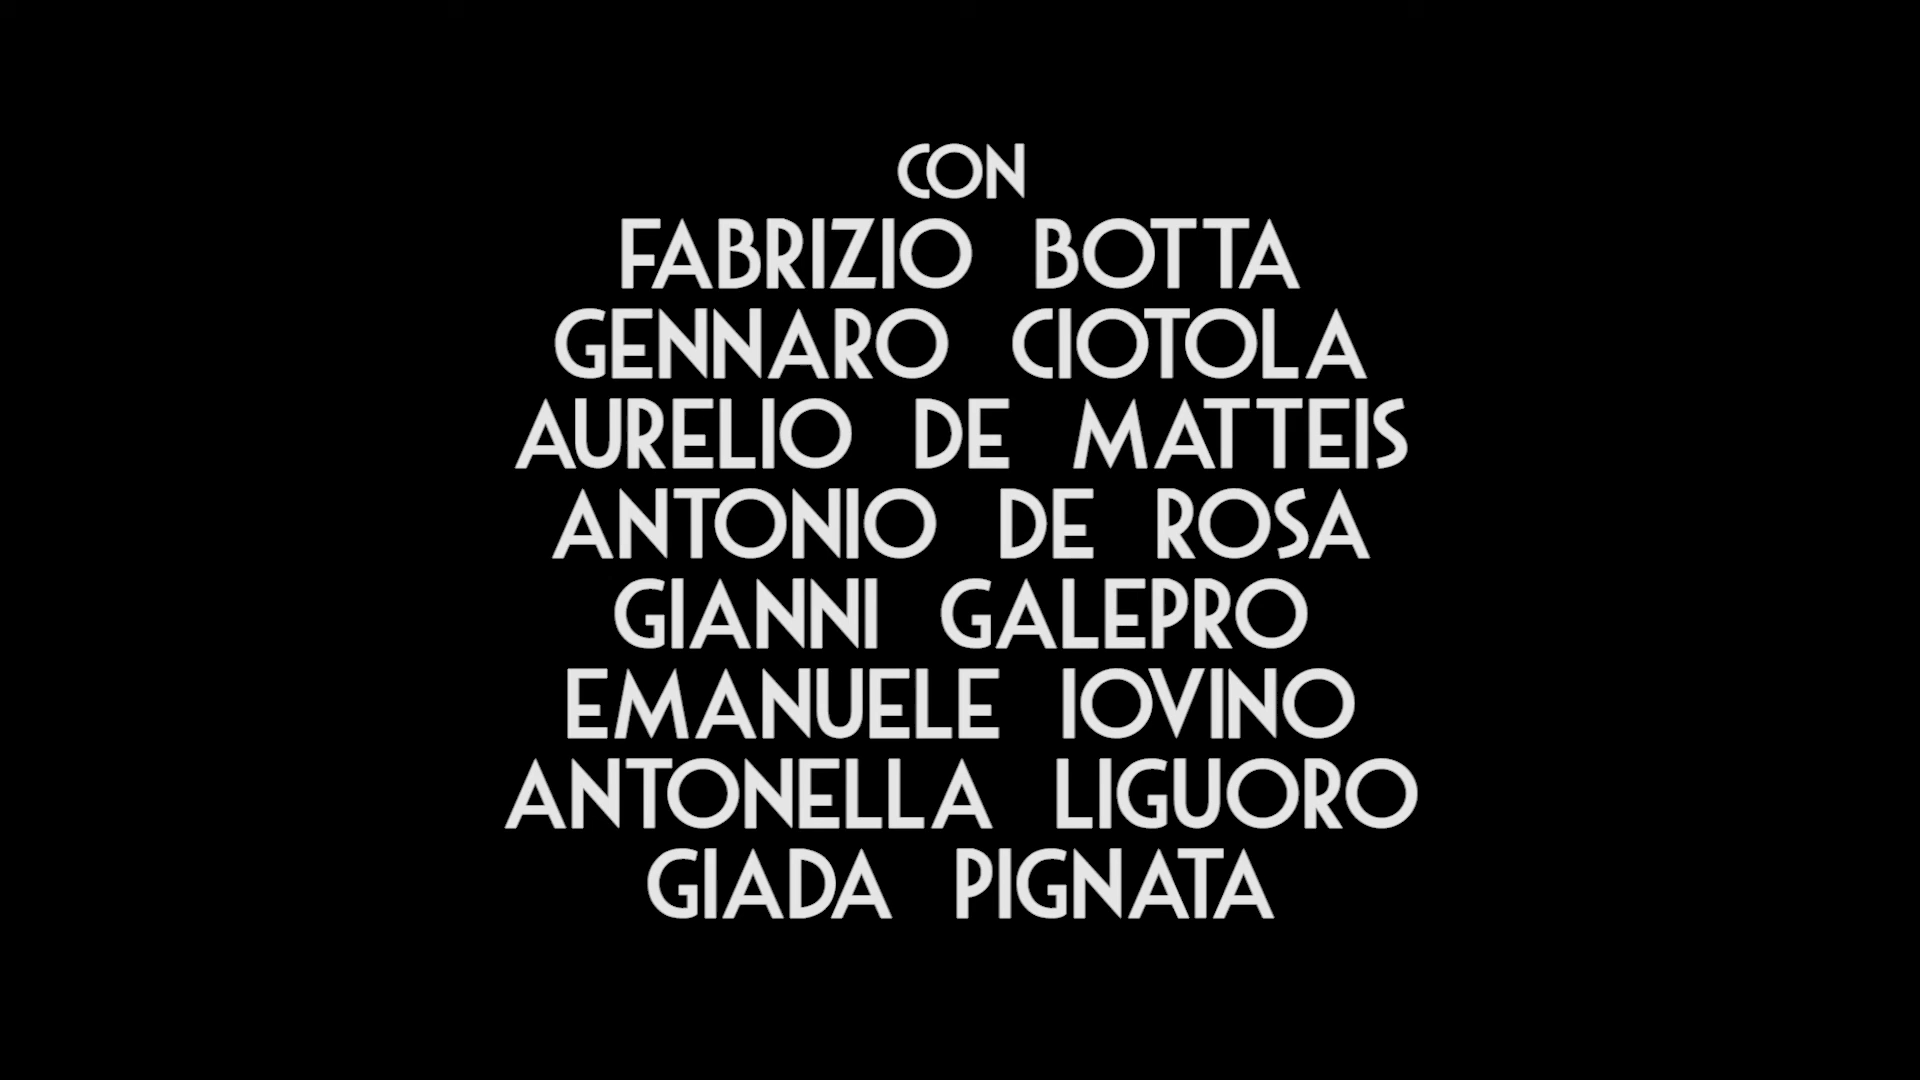 CON
FABRIZIO BOTTA
GENNARO CIOTOLA
AURELIO DE MATTEIS
ANTONIO DE ROSA
GIANNI GALEPRO
EMANUELE IOVINO
ANTONELLA LIGUORO
GIADA PIGNATA